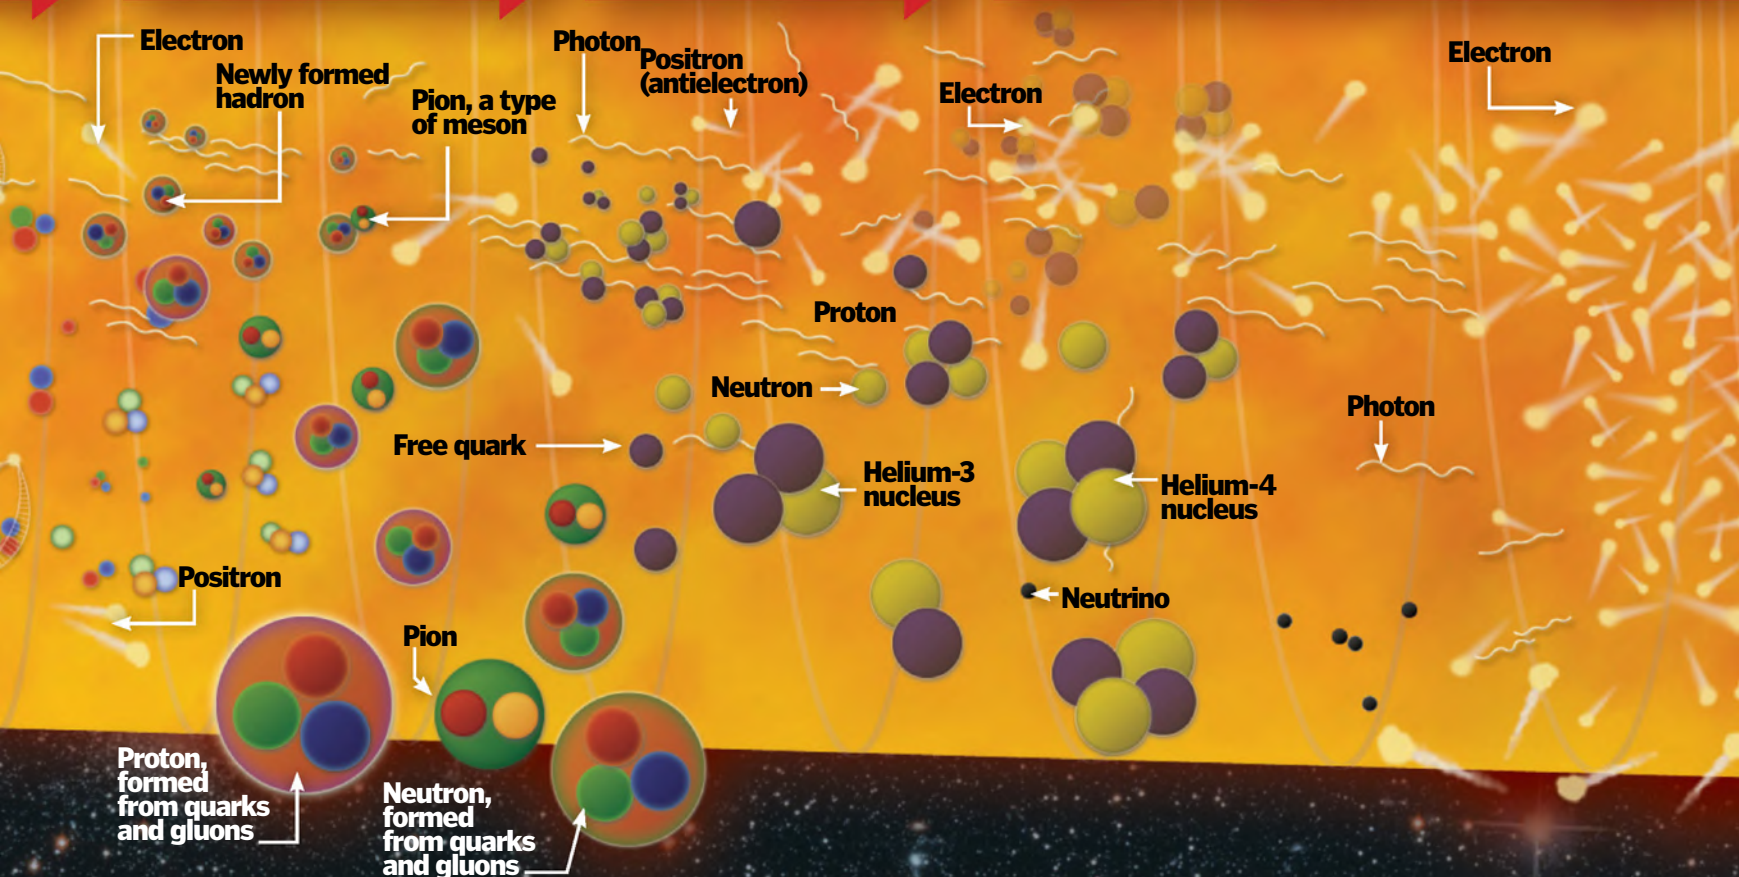 Electron
Newly formed
hadron
Pion, a type
of meson
Photon
Positron
(antielectron)
Electron
Electron
Proton
Neutron
Photon
Free quark
Helium-3
nucleus
Helium-4
nucleus
Positron
Neutrino
Pion
Proton,
formed
from quarks
and gluons
Neutron,
formed
from quarks
and gluons